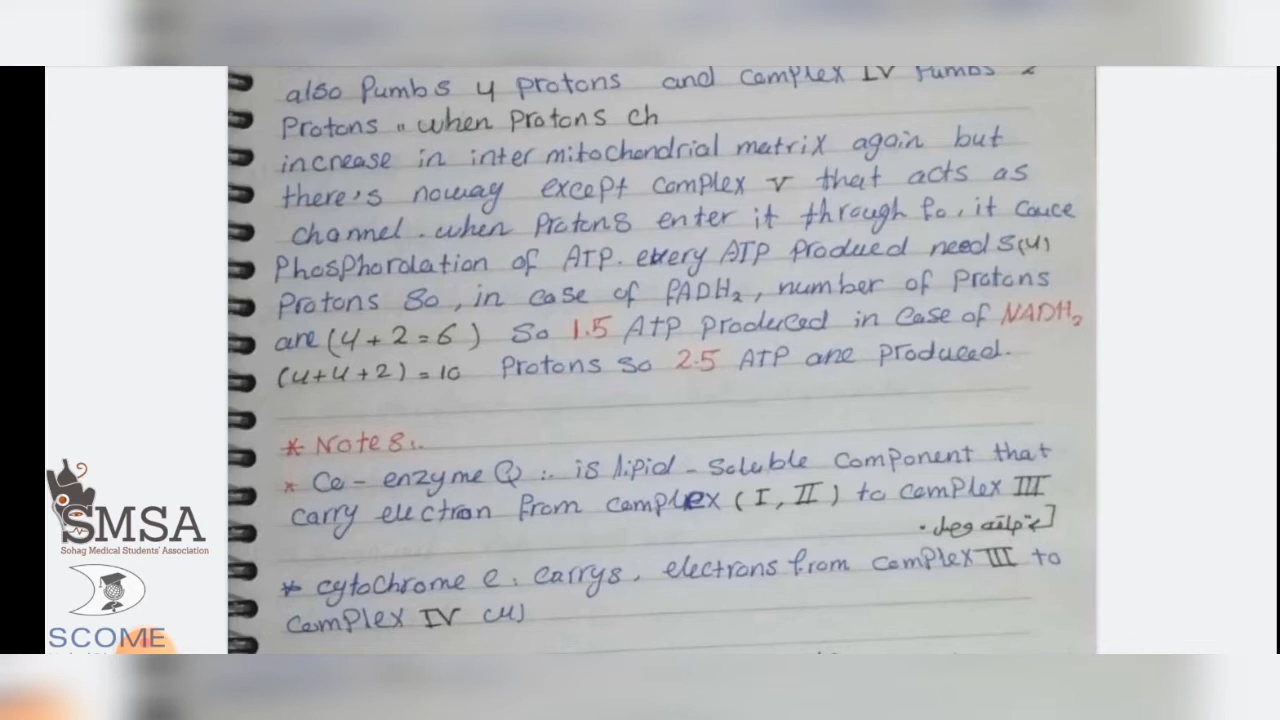 also Pumbs 4 protons and complex IV Pumbs 2
Protons " when Protons ch
increase in inter mitochondrial matrix again but
there's noway except complex V that acts as
channel. when Protons enter it through Fo, it cauce
Phosphorolation of ATP. every ATP produed needs (4)
Protons So, in case of FADH2, number of Protons
are (4+2=6) So 1.5 ATP produced in case of NADH2
(4+4+2) = 10 Protons so 2.5 ATP are produced.
* Notes:.
* Co-enzyme Q:. is lipid-soluble component that
carry electron from complex (I, II) to complex III
* cytochrome c. carrys. electrons from complex III to
complex IV
SMSA
Sohag Medical Students' Association
SCOME